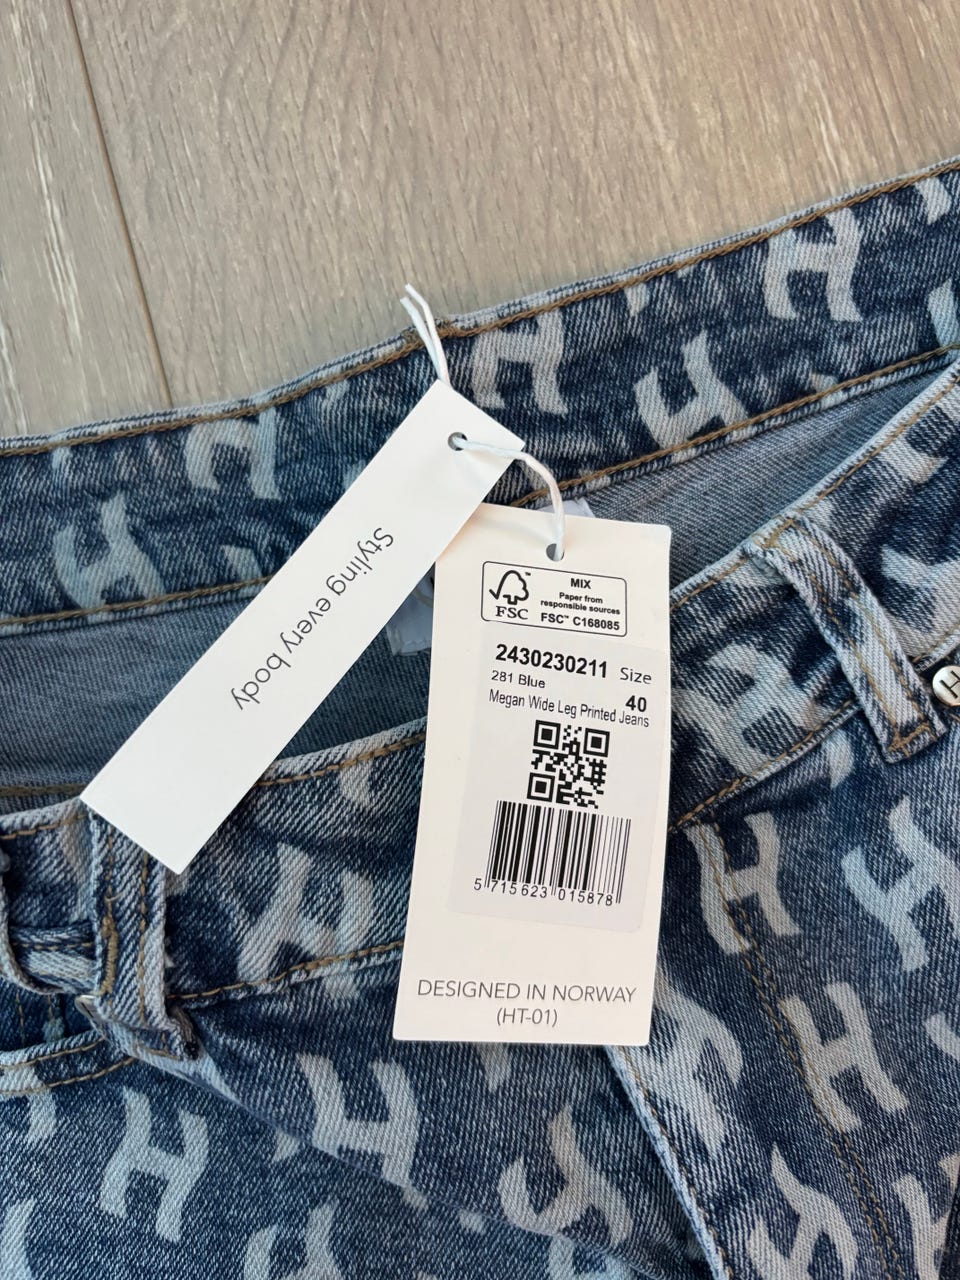 Styling every body
FSC
MIX
Paper from
responsible sources
FSC™ C168085
2430230211 Size
281 Blue 40
Megan Wide Leg Printed Jeans
5 715623 015878
DESIGNED IN NORWAY
(HT-01)
H